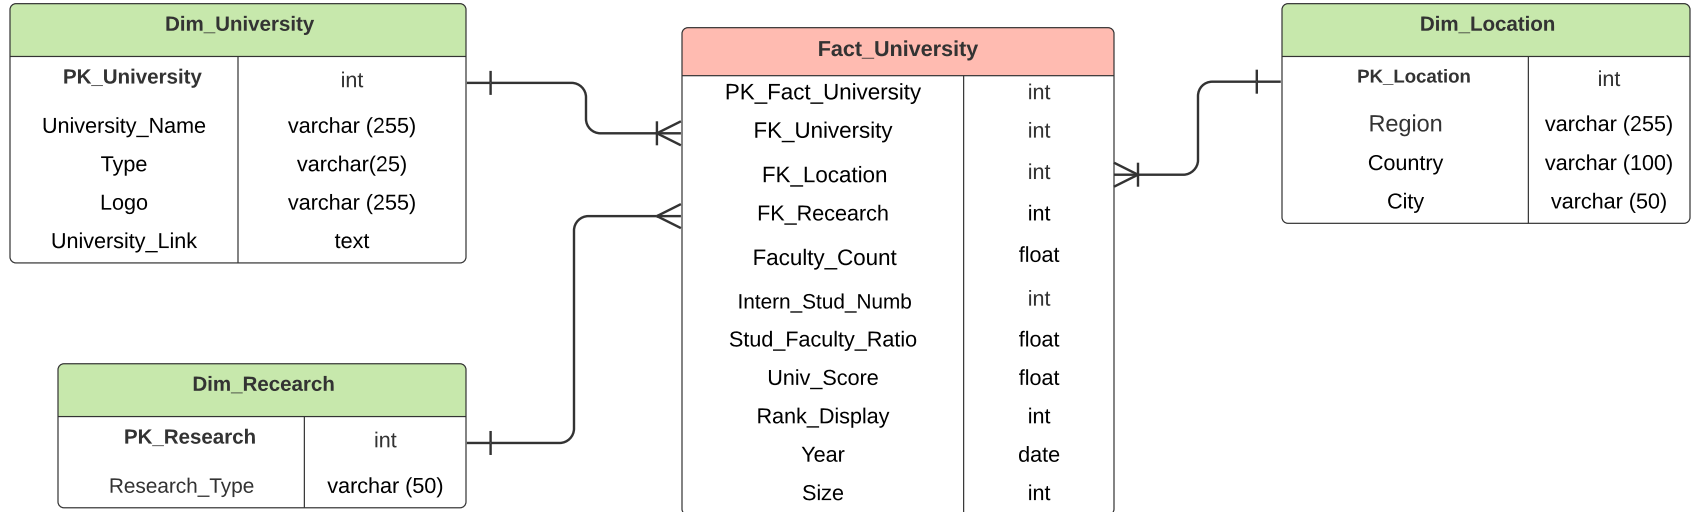 Dim_University
PK_University int
University_Name varchar (255)
Type varchar(25)
Logo varchar (255)
University_Link text
Dim_Recearch
PK_Research int
Research_Type varchar (50)
Fact_University
PK_Fact_University int
FK_University int
FK_Location int
FK_Recearch int
Faculty_Count float
Intern_Stud_Numb int
Stud_Faculty_Ratio float
Univ_Score float
Rank_Display int
Year date
Size int
Dim_Location
PK_Location int
Region varchar (255)
Country varchar (100)
City varchar (50)